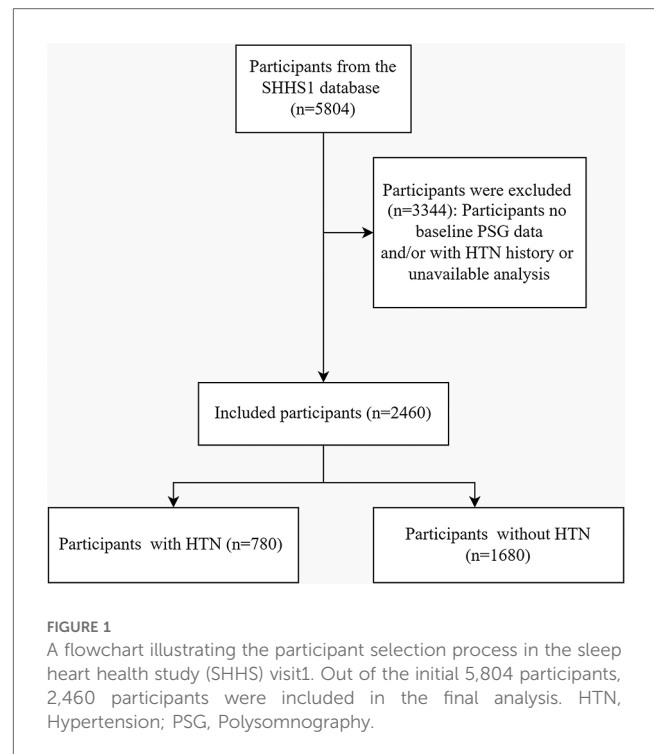 Participants from the
SHHS1 database
(n=5804)
Participants were excluded
(n=3344): Participants no
baseline PSG data
and/or with HTN history or
unavailable analysis
Included participants (n=2460)
Participants with HTN (n=780)
Participants without HTN
(n=1680)
FIGURE 1
A flowchart illustrating the participant selection process in the sleep
heart health study (SHHS) visit1. Out of the initial 5,804 participants,
2,460 participants were included in the final analysis. HTN,
Hypertension; PSG, Polysomnography.